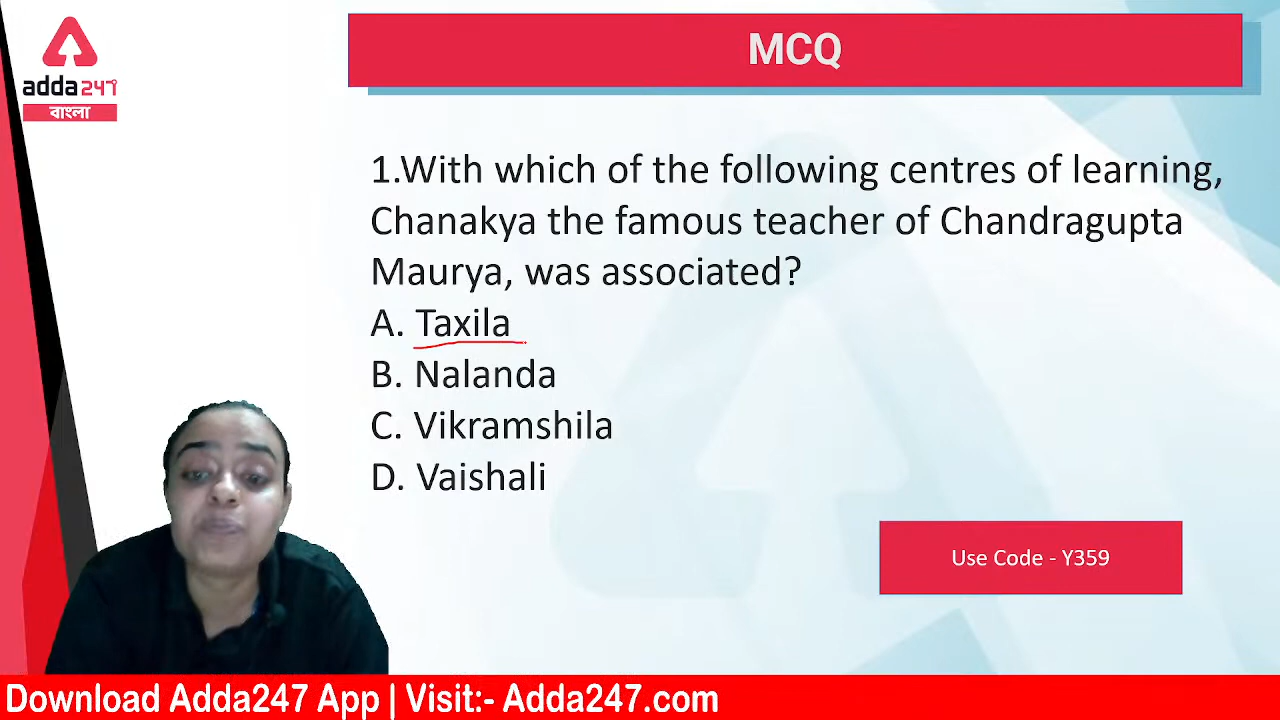 adda247
বাংলা
MCQ
1.With which of the following centres of learning,
Chanakya the famous teacher of Chandragupta
Maurya, was associated?
A. Taxila
B. Nalanda
C. Vikramshila
D. Vaishali
Use Code - Y359
Download Adda247 App | Visit:- Adda247.com